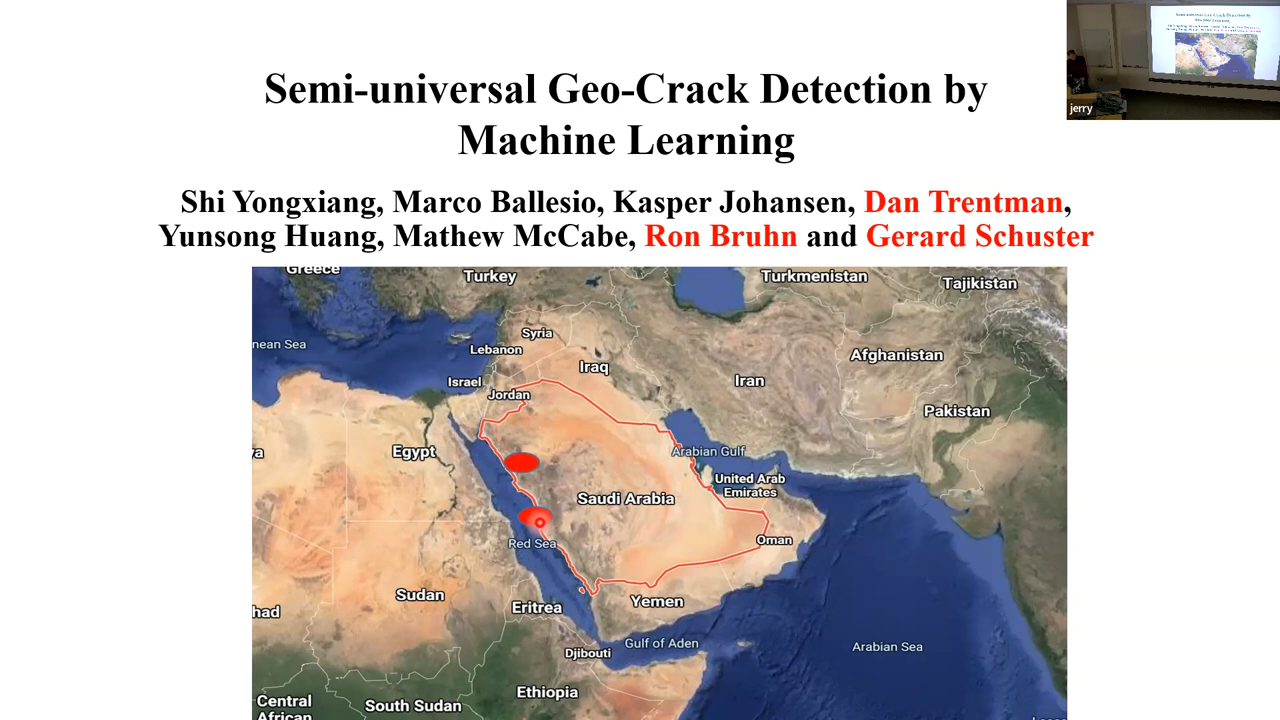 Semi-universal Geo-Crack Detection by
Machine Learning
Shi Yongxiang, Marco Ballesio, Kasper Johansen, Dan Trentman,
Yunsong Huang, Mathew McCabe, Ron Bruhn and Gerard Schuster
jerry
Greece
Turkey
Turkmenistan
Tajikistan
nean Sea
Syria
Lebanon
Iraq
Afghanistan
Israel
Jordan
Iran
Pakistan
ya
Egypt
Arabian Gulf
United Arab
Emirates
Saudi Arabia
Red Sea
Oman
Sudan
Eritrea
Yemen
had
Gulf of Aden
Arabian Sea
Djibouti
Ethiopia
Central
African
South Sudan